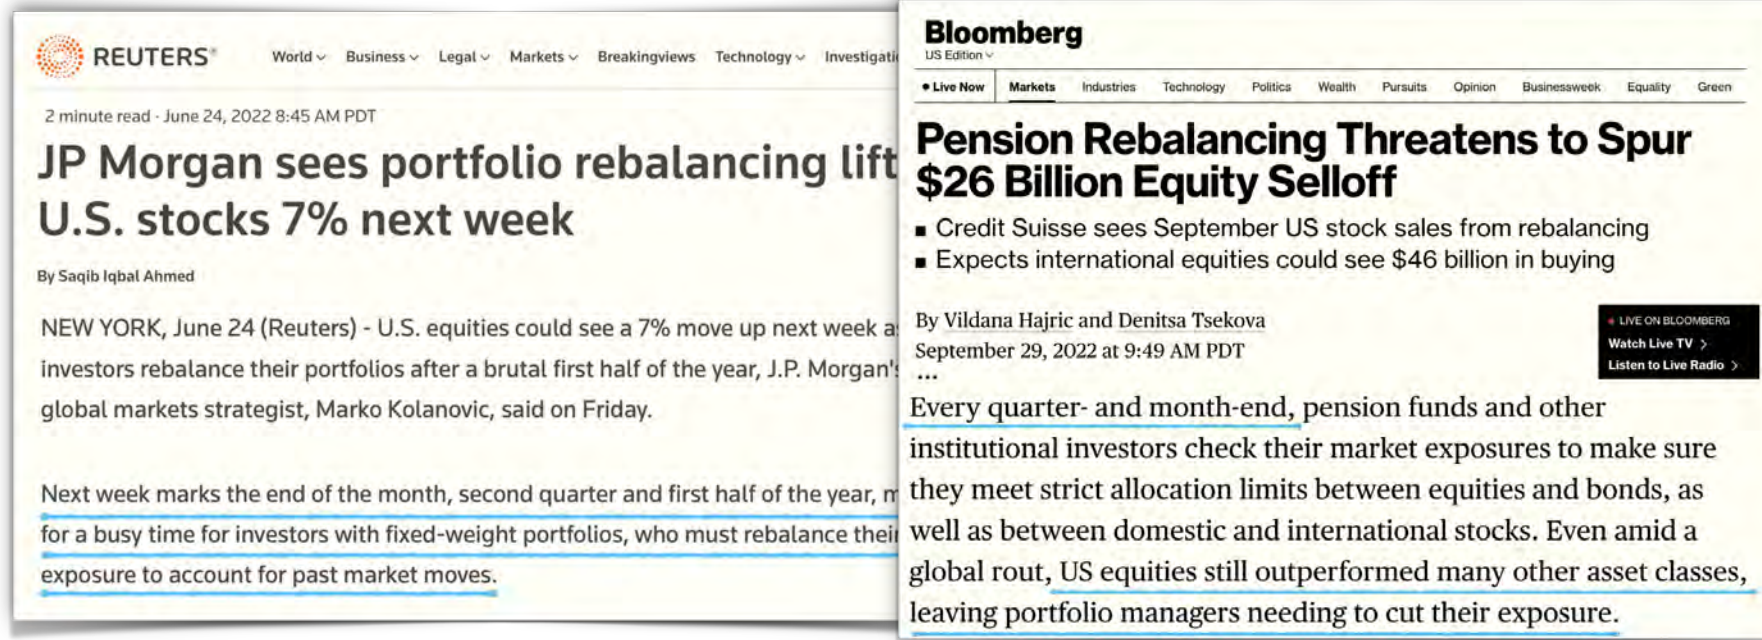 REUTERS®
World Business Legal Markets Breakingviews Technology
2 minute read · June 24, 2022 8:45 AM PDT
JP Morgan sees portfolio rebalancing lift
U.S. stocks 7% next week
By Saqib Iqbal Ahmed
NEW YORK, June 24 (Reuters) - U.S. equities could see a 7% move up next week
investors rebalance their portfolios after a brutal first half of the year, J.P. Morgan's
global markets strategist, Marko Kolanovic, said on Friday.
Next week marks the end of the month, second quarter and first half of the year,
for a busy time for investors with fixed-weight portfolios, who must rebalance their
exposure to account for past market moves.
Bloomberg
US Edition
• Live Now Markets Industries Technology Politics Wealth Pursuits Opinion Businessweek Equality Green
Pension Rebalancing Threatens to Spur
$26 Billion Equity Selloff
▪ Credit Suisse sees September US stock sales from rebalancing
▪ Expects international equities could see $46 billion in buying
By Vildana Hajric and Denitsa Tsekova
September 29, 2022 at 9:49 AM PDT
• LIVE ON BLOOMBERG
Watch Live TV >
Listen to Live Radio >
...
Every quarter- and month-end, pension funds and other
institutional investors check their market exposures to make sure
they meet strict allocation limits between equities and bonds, as
well as between domestic and international stocks. Even amid a
global rout, US equities still outperformed many other asset classes,
leaving portfolio managers needing to cut their exposure.